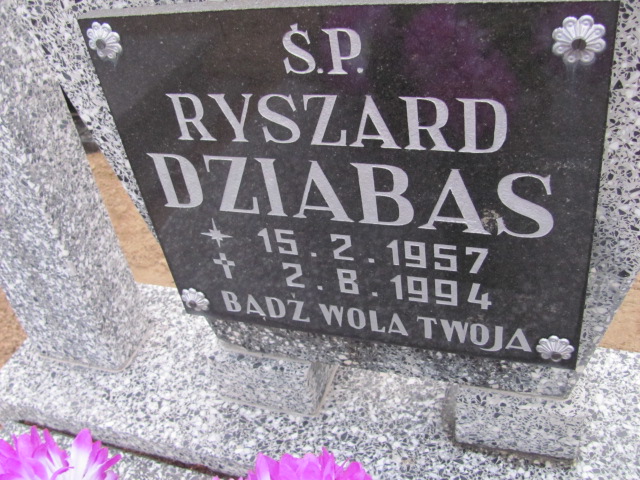 Ś.P.
RYSZARD
DZIABAS
* 15.2.1957
✝ 2.8.1994
BĄDŹ WOLA TWOJA